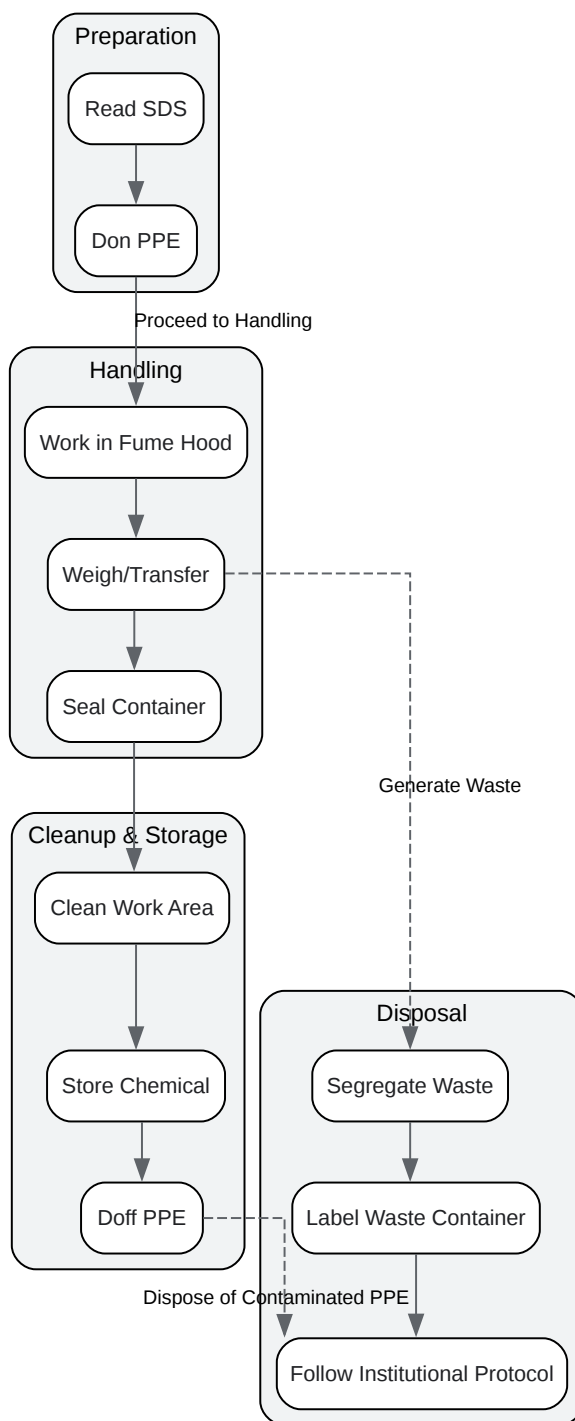 Preparation
Read SDS
Don PPE
Proceed to Handling
Handling
Work in Fume Hood
Weigh/Transfer
Seal Container
Generate Waste
Cleanup & Storage
Clean Work Area
Store Chemical
Doff PPE
Disposal
Segregate Waste
Label Waste Container
Dispose of Contaminated PPE
Follow Institutional Protocol